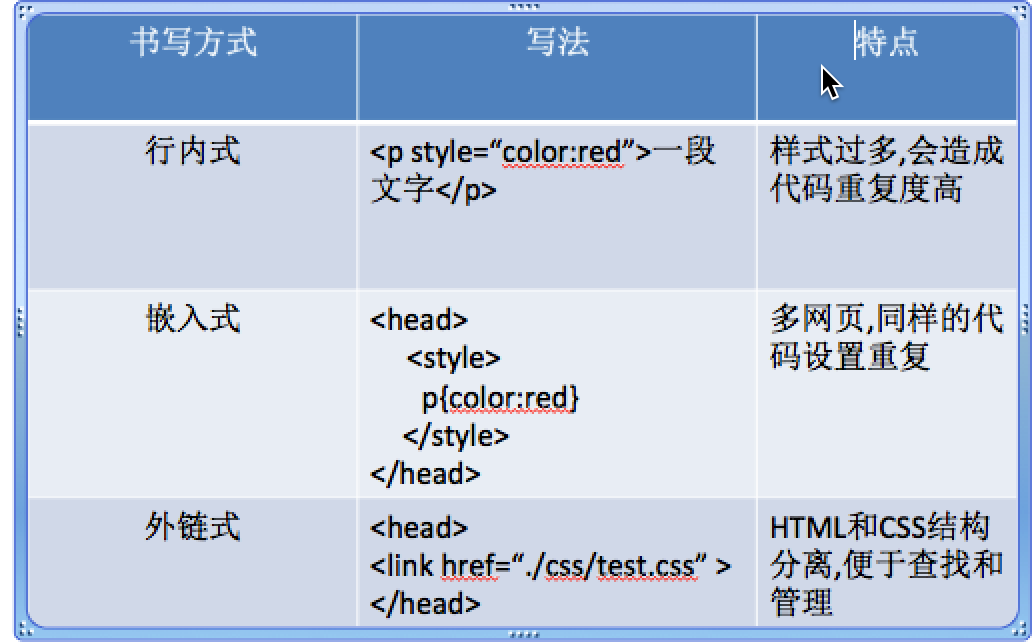 书写方式
写法
特点
行内式
<p style=“color:red”>一段
文字</p>
样式过多,会造成
代码重复度高
嵌入式
<head>
<style>
p{color:red}
</style>
</head>
多网页,同样的代
码设置重复
外链式
<head>
<link href=“./css/test.css” >
</head>
HTML和CSS结构
分离,便于查找和
管理